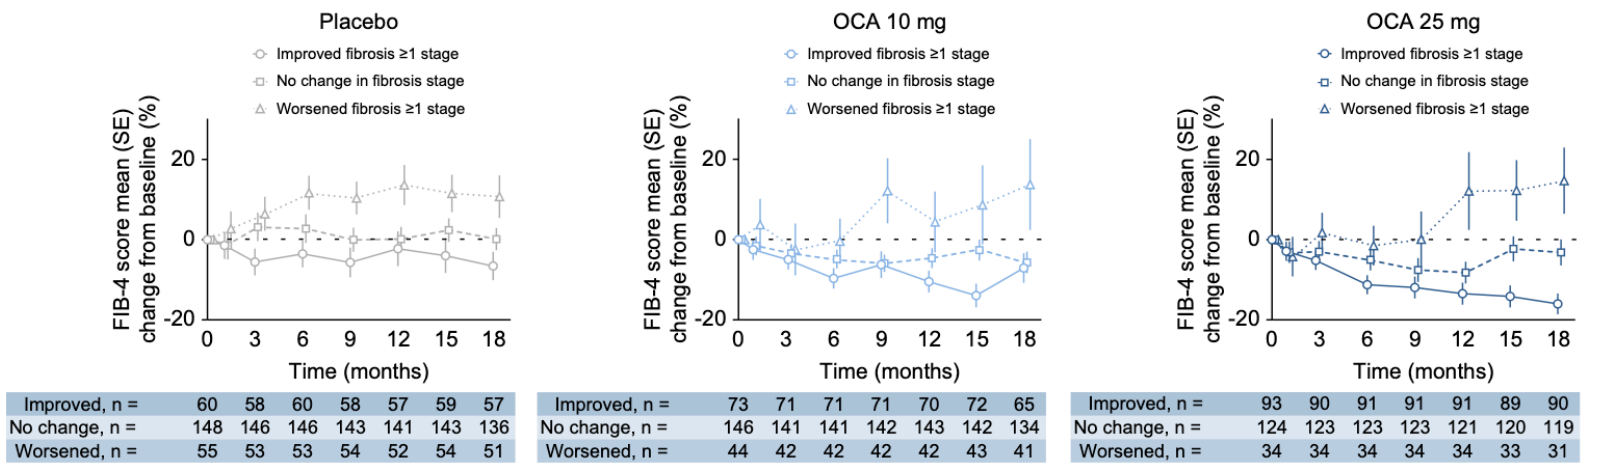 Placebo
Improved fibrosis ≥1 stage
No change in fibrosis stage
Worsened fibrosis ≥1 stage
FIB-4 score mean (SE)
change from baseline (%)
20
0
-20
0 3 6 9 12 15 18
Time (months)
Improved, n = 60 58 60 58 57 59 57
No change, n = 148 146 146 143 141 143 136
Worsened, n = 55 53 53 54 52 54 51
OCA 10 mg
Improved fibrosis ≥1 stage
No change in fibrosis stage
Worsened fibrosis ≥1 stage
FIB-4 score mean (SE)
change from baseline (%)
20
0
-20
0 3 6 9 12 15 18
Time (months)
Improved, n = 73 71 71 71 70 72 65
No change, n = 146 141 141 142 143 142 134
Worsened, n = 44 42 42 42 42 43 41
OCA 25 mg
Improved fibrosis ≥1 stage
No change in fibrosis stage
Worsened fibrosis ≥1 stage
FIB-4 score mean (SE)
change from baseline (%)
20
0
-20
0 3 6 9 12 15 18
Time (months)
Improved, n = 93 90 91 91 91 89 90
No change, n = 124 123 123 123 121 120 119
Worsened, n = 34 34 34 34 34 33 31